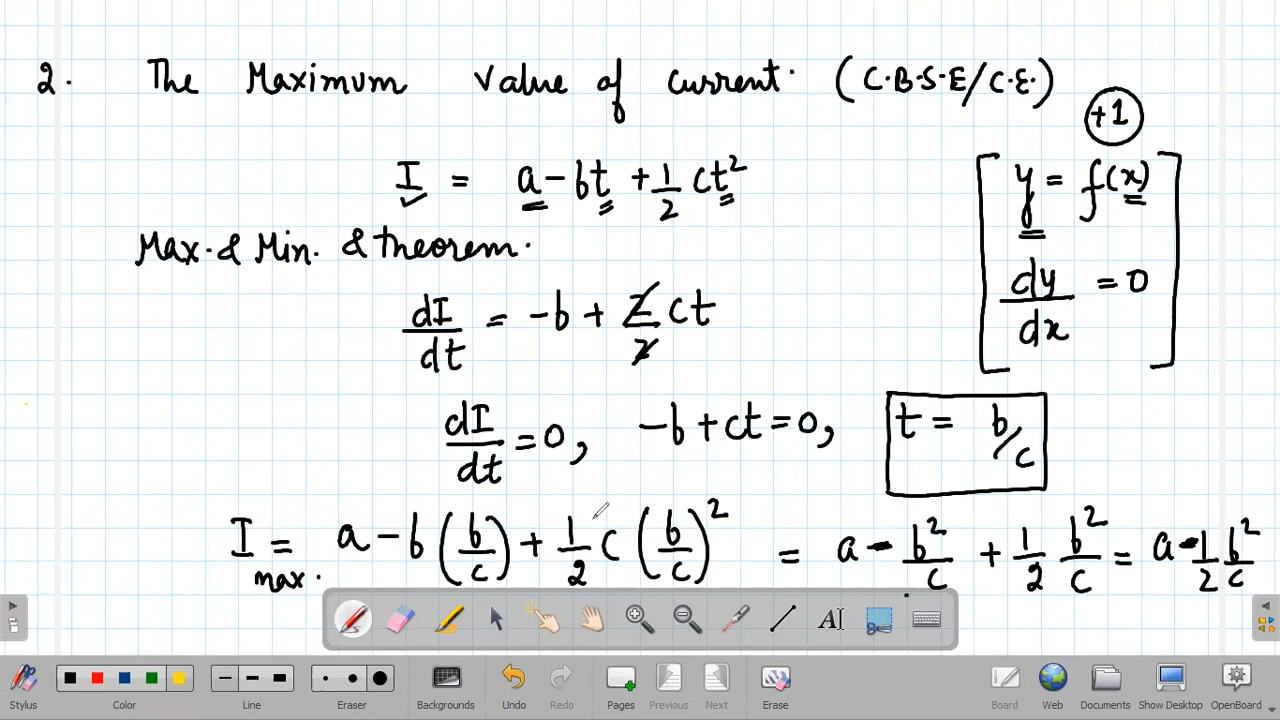 2. The Maximum value of current. (C.B.S.E/C.E.)
+1
I = a - bt + 1/2 ct²
[y = f(x)
Max. & Min. & theorem.
dy/dx = 0]
dI/dt = -b + 2/2 ct
dI/dt = 0, -b + ct = 0, t = b/c
I max. = a - b (b/c) + 1/2 c (b/c)² = a - b²/c + 1/2 b²/c = a - 1/2 b²/c
Stylus
Color
Line
Eraser
Backgrounds
Undo
Pages
Previous
Next
Erase
Board
Web
Documents
Show Desktop
OpenBoard